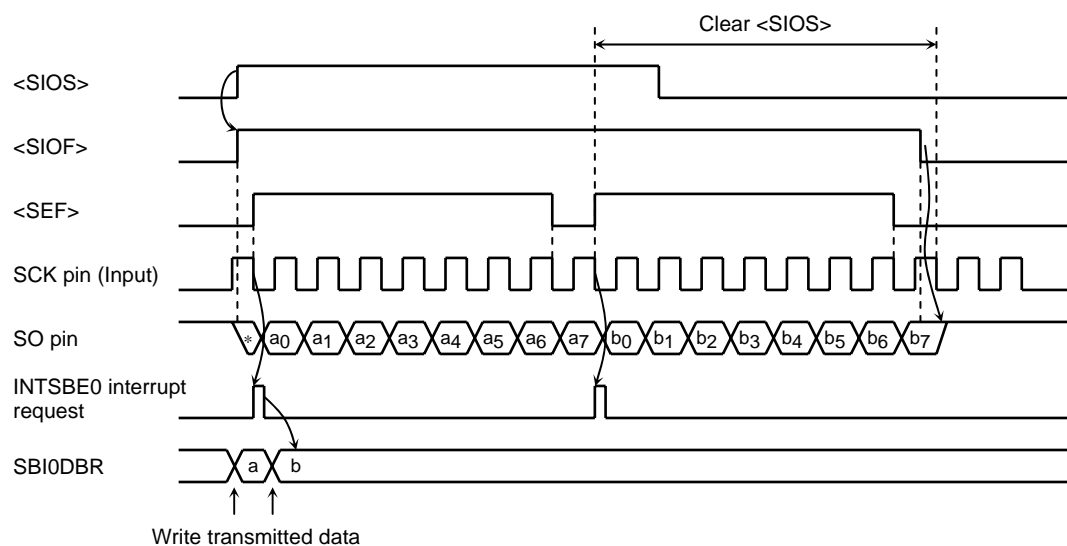 Clear <SIOS>
<SIOS>
<SIOF>
<SEF>
SCK pin (Input)
SO pin
* a0 a1 a2 a3 a4 a5 a6 a7 b0 b1 b2 b3 b4 b5 b6 b7
INTSBE0 interrupt
request
SBI0DBR
a b
Write transmitted data